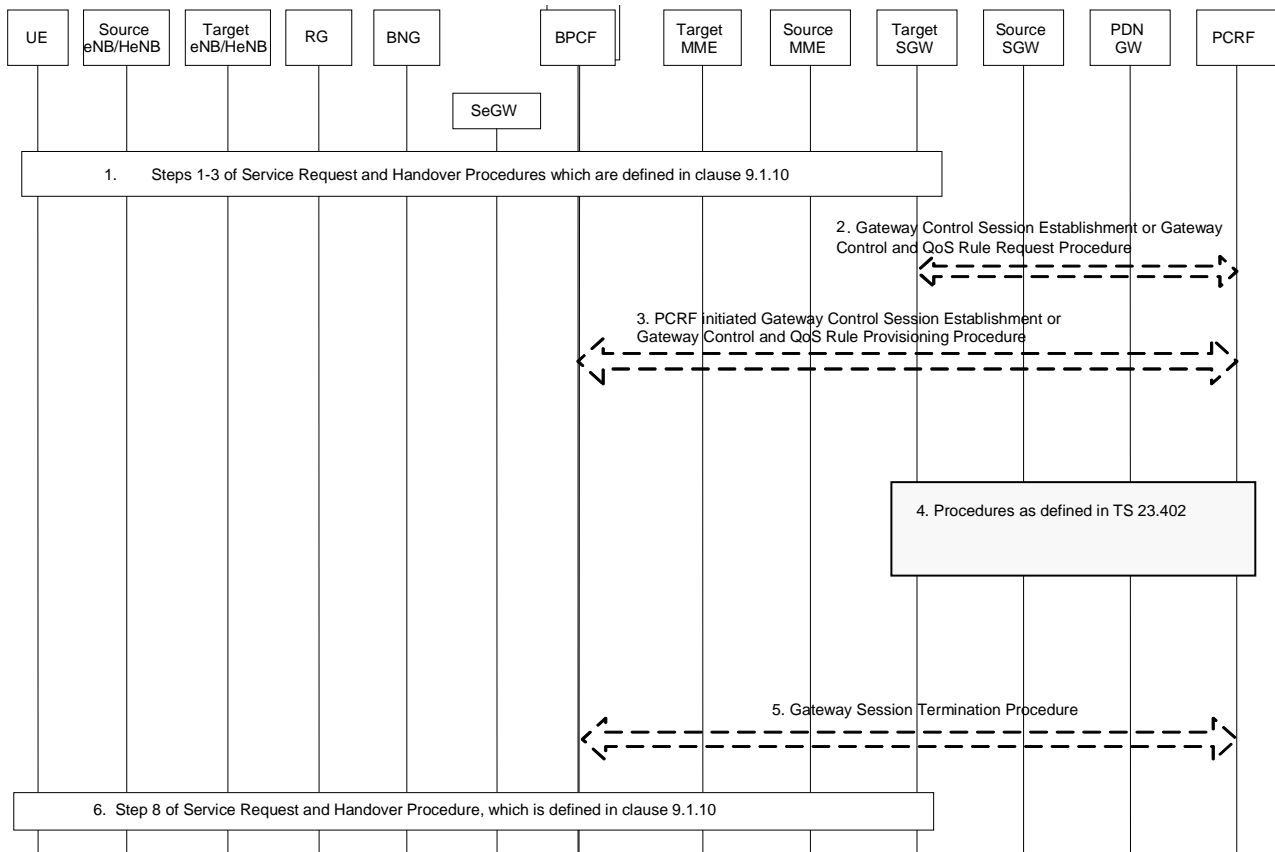 UE
Source
eNB/HeNB
Target
eNB/HeNB
RG
BNG
BPCF
Target
MME
Source
MME
Target
SGW
Source
SGW
PDN
GW
PCRF
SeGW
1. Steps 1-3 of Service Request and Handover Procedures which are defined in clause 9.1.10
2. Gateway Control Session Establishment or Gateway
Control and QoS Rule Request Procedure
3. PCRF initiated Gateway Control Session Establishment or
Gateway Control and QoS Rule Provisioning Procedure
4. Procedures as defined in TS 23.402
5. Gateway Session Termination Procedure
6. Step 8 of Service Request and Handover Procedure, which is defined in clause 9.1.10